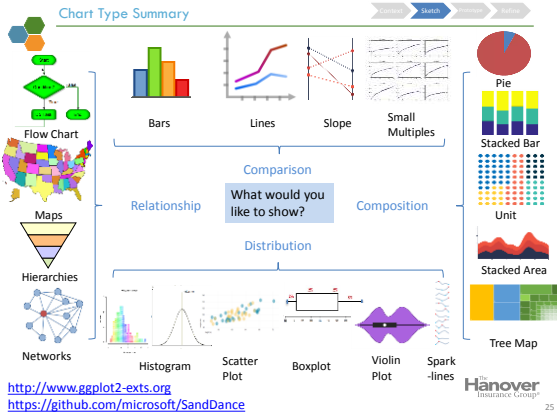 Chart Type Summary
Context
Sketch
Prototype
Refine
Start
Flow Chart
Bars
Lines
Slope
Small
Multiples
Pie
Stacked Bar
Comparison
Maps
Relationship
What would you
like to show?
Composition
Unit
Hierarchies
Distribution
Stacked Area
Networks
Histogram
Scatter
Plot
Boxplot
Violin
Plot
Spark
-lines
Tree Map
http://www.ggplot2-exts.org
https://github.com/microsoft/SandDance
The
Hanover
Insurance Group®
25